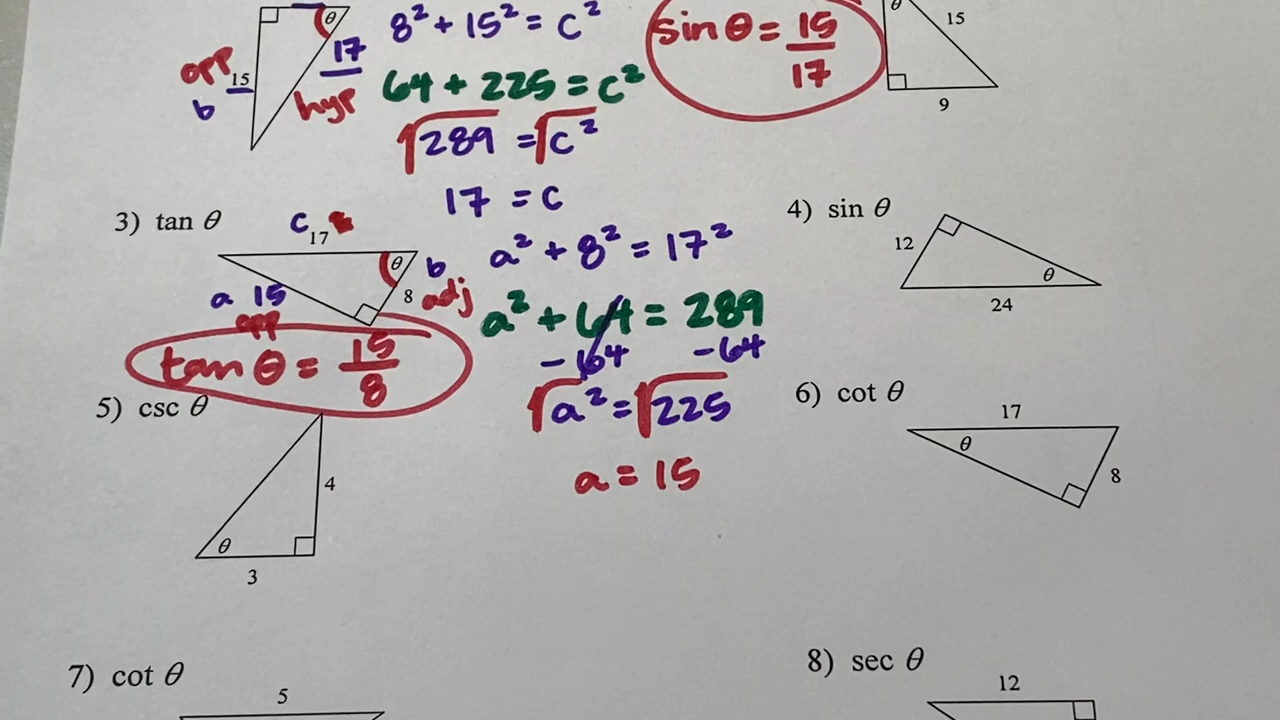 θ
8² + 15² = c²
sin θ = 15/17
θ
15
opp
15
17
b
hyp
64 + 225 = c²
9
√289 = √c²
17 = c
3) tan θ
c
17
4) sin θ
a² + 8² = 17²
12
θ
b
θ
a 15
8
adj
opp
24
a² + 64 = 289
-64 -64
tan θ = 15/8
√a² = √225
5) csc θ
6) cot θ
17
θ
a = 15
8
4
θ
3
7) cot θ
5
8) sec θ
12